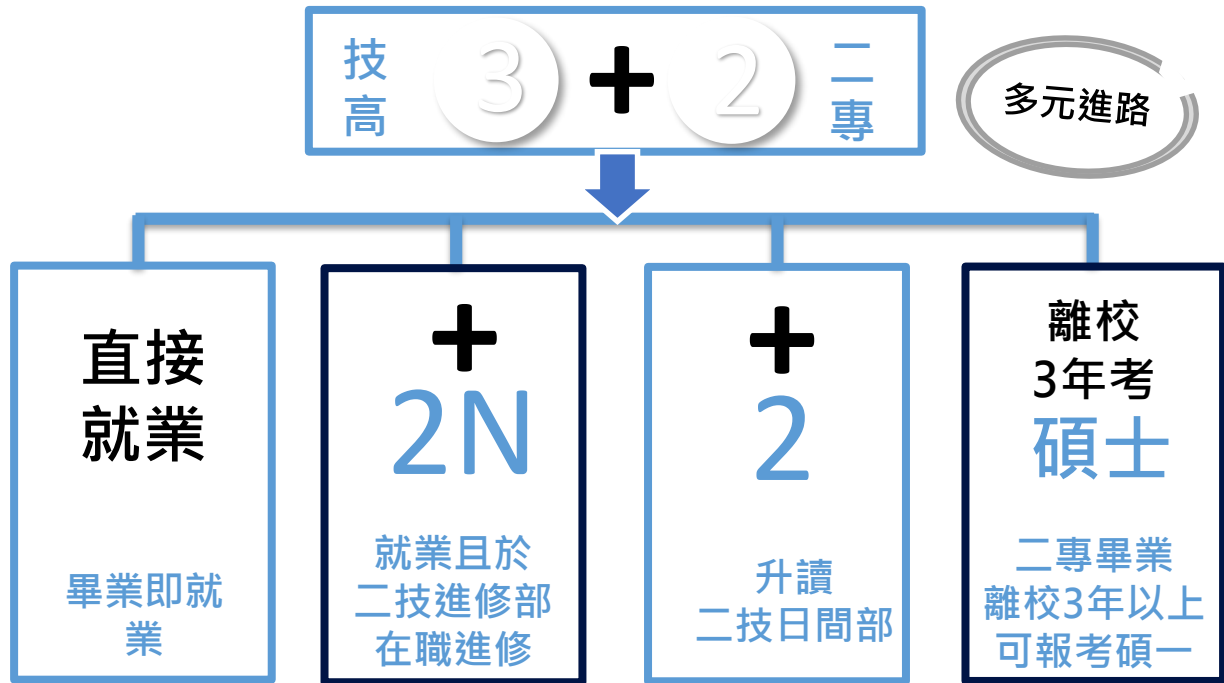 技高 3 + 2 二專
多元進路
直接
就業
畢業即就
業
+
2N
就業且於
二技進修部
在職進修
+
2
升讀
二技日間部
離校
3年考
碩士
二專畢業
離校3年以上
可報考碩一